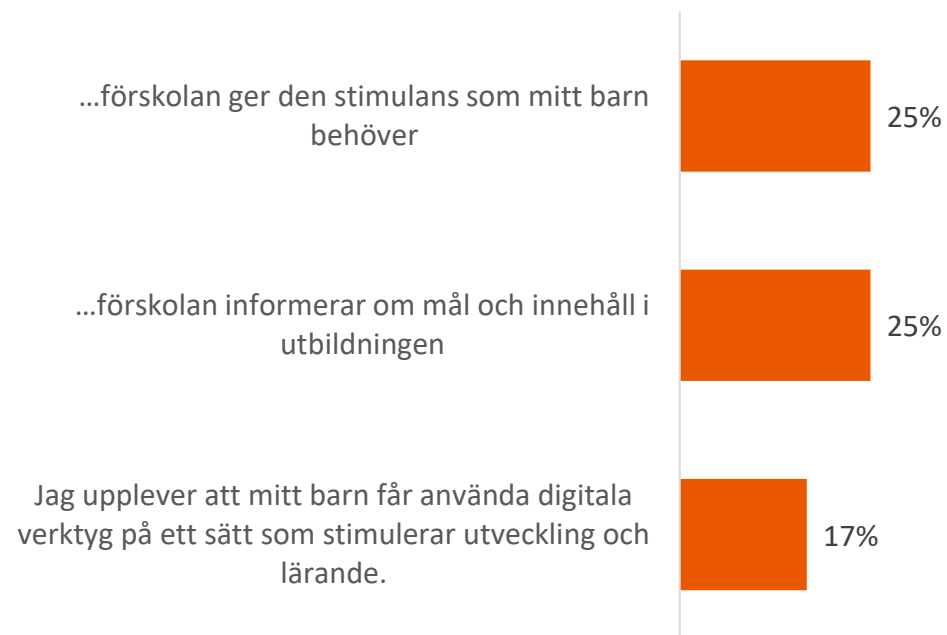 ...förskolan ger den stimulans som mitt barn
behöver
25%
...förskolan informerar om mål och innehåll i
utbildningen
25%
Jag upplever att mitt barn får använda digitala
verktyg på ett sätt som stimulerar utveckling och
lärande.
17%